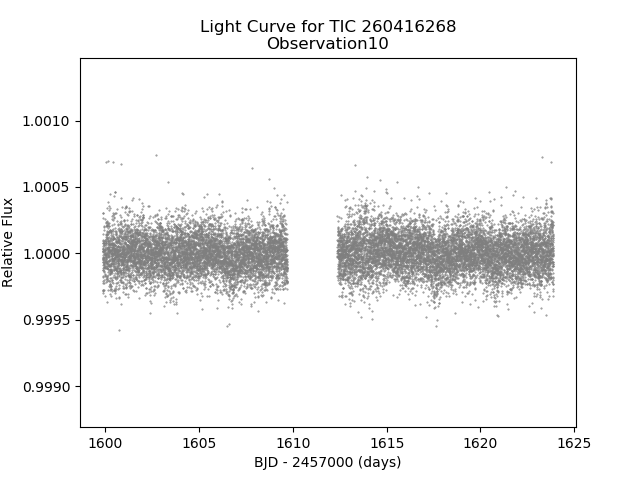 Light Curve for TIC 260416268
Observation10
Relative Flux
1.0010
1.0005
1.0000
0.9995
0.9990
1600 1605 1610 1615 1620 1625
BJD - 2457000 (days)